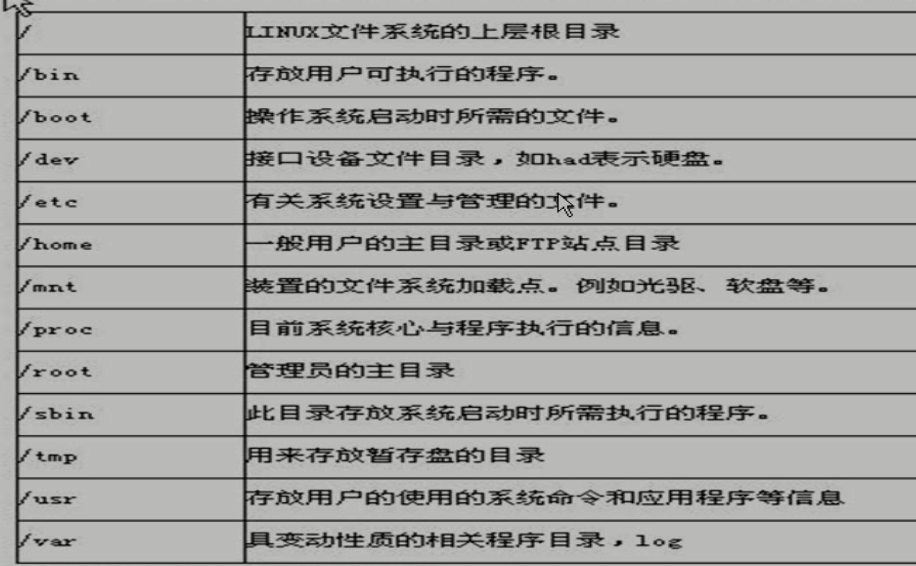 / LINUX文件系统的上层根目录
/bin 存放用户可执行的程序。
/boot 操作系统启动时所需的文件。
/dev 接口设备文件目录，如had表示硬盘。
/etc 有关系统设置与管理的文件。
/home 一般用户的主目录或FTP站点目录
/mnt 装置的文件系统加载点。例如光驱、软盘等。
/proc 目前系统核心与程序执行的信息。
/root 管理员的主目录
/sbin 此目录存放系统启动时所需执行的程序。
/tmp 用来存放暂存盘的目录
/usr 存放用户的使用的系统命令和应用程序等信息
/var 具变动性质的相关程序目录，log